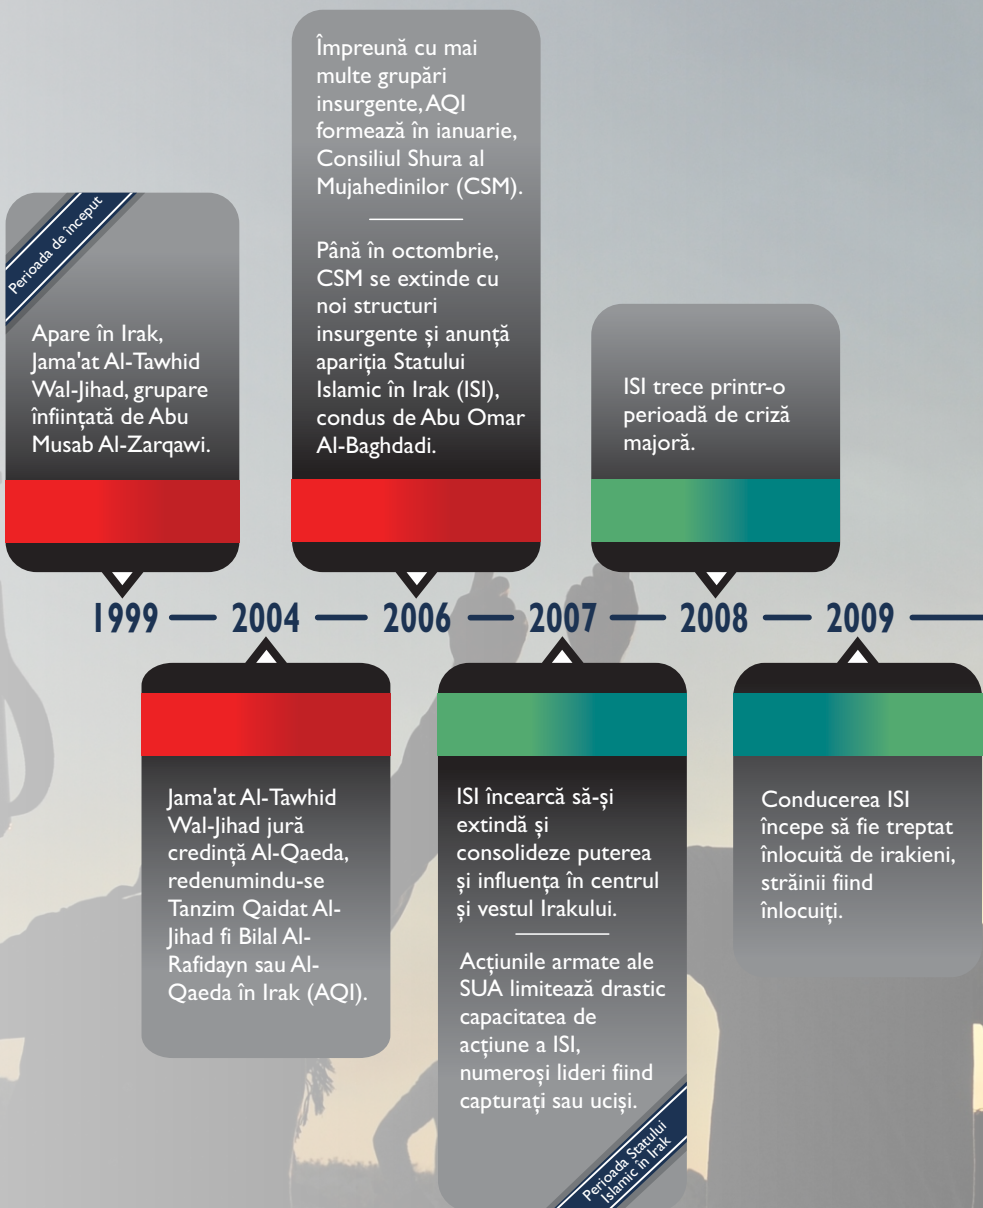 Împreună cu mai
multe grupări
insurgente, AQI
formează în ianuarie,
Consiliul Shura al
Mujahedinilor (CSM).
Până în octombrie,
CSM se extinde cu
noi structuri
insurgente și anunță
apariția Statului
Islamic în Irak (ISI),
condus de Abu Omar
Al-Baghdadi.
Perioada de început
Apare în Irak,
Jama'at Al-Tawhid
Wal-Jihad, grupare
înființată de Abu
Musab Al-Zarqawi.
ISI trece printr-o
perioadă de criză
majoră.
1999 — 2004 — 2006 — 2007 — 2008 — 2009 —
Jama'at Al-Tawhid
Wal-Jihad jură
credință Al-Qaeda,
redenumindu-se
Tanzim Qaidat Al-
Jihad fi Bilal Al-
Rafidayn sau Al-
Qaeda în Irak (AQI).
ISI încearcă să-și
extindă și
consolideze puterea
și influența în centrul
și vestul Irakului.
Acțiunile armate ale
SUA limitează drastic
capacitatea de
acțiune a ISI,
numeroși lideri fiind
capturați sau uciși.
Perioada Statului
Islamic în Irak
Conducerea ISI
începe să fie treptat
înlocuită de irakieni,
străinii fiind
înlocuiți.